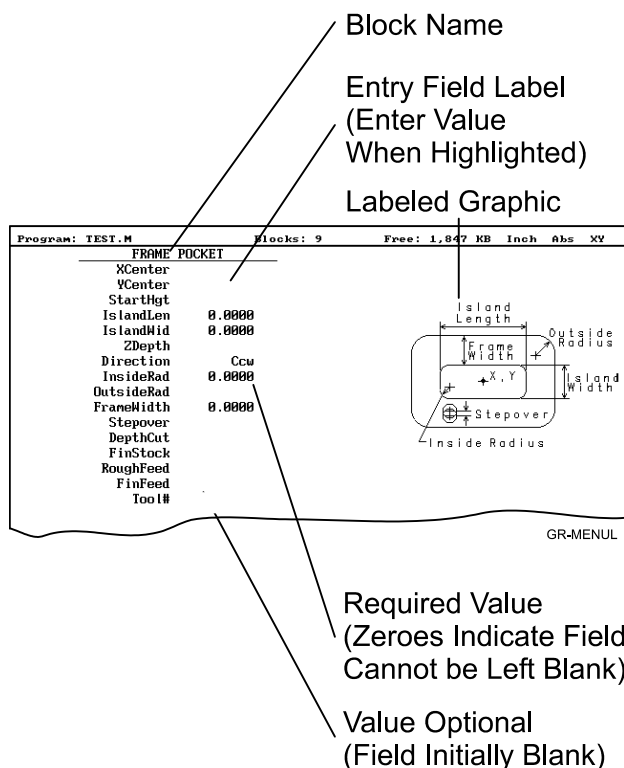 Block Name
Entry Field Label
(Enter Value
When Highlighted)
Labeled Graphic
Program: TEST.M Blocks: 9 Free: 1,847 KB Inch Abs XY
FRAME POCKET
XCenter
YCenter
StartHgt
IslandLen 0.0000
IslandWid 0.0000
ZDepth
Direction Ccw
InsideRad 0.0000
OutsideRad
FrameWidth 0.0000
Stepover
DepthCut
FinStock
RoughFeed
FinFeed
Tool#
Island
Length
Outside
Radius
Frame
Width
X, Y
Island
Width
Stepover
Inside Radius
GR-MENUL
Required Value
(Zeroes Indicate Field
Cannot be Left Blank)
Value Optional
(Field Initially Blank)